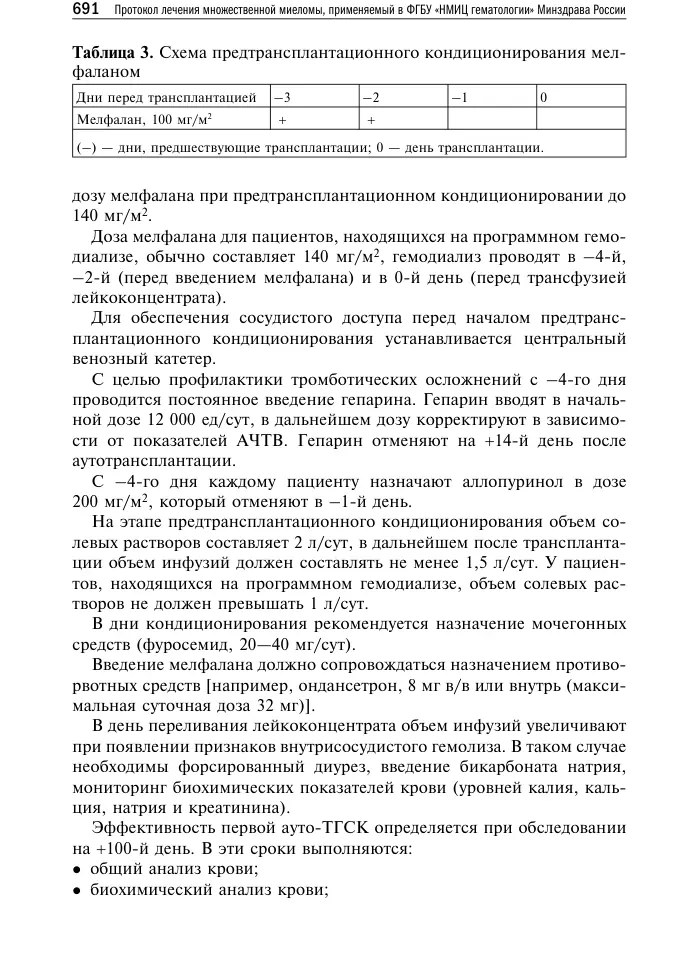 691 Протокол лечения множественной миеломы, применяемый в ФГБУ «НМИЦ гематологии» Минздрава России
Таблица 3. Схема предтрансплантационного кондиционирования мел-
фаланом
Дни перед трансплантацией −3 −2 −1 0
Мелфалан, 100 мг/м² + +
(−) — дни, предшествующие трансплантации; 0 — день трансплантации.
дозу мелфалана при предтрансплантационном кондиционировании до
140 мг/м².
Доза мелфалана для пациентов, находящихся на программном гемо-
диализе, обычно составляет 140 мг/м², гемодиализ проводят в −4-й,
−2-й (перед введением мелфалана) и в 0-й день (перед трансфузией
лейкоконцентрата).
Для обеспечения сосудистого доступа перед началом предтранс-
плантационного кондиционирования устанавливается центральный
венозный катетер.
С целью профилактики тромботических осложнений с −4-го дня
проводится постоянное введение гепарина. Гепарин вводят в началь-
ной дозе 12 000 ед/сут, в дальнейшем дозу корректируют в зависимо-
сти от показателей АЧТВ. Гепарин отменяют на +14-й день после
аутотрансплантации.
С −4-го дня каждому пациенту назначают аллопуринол в дозе
200 мг/м², который отменяют в −1-й день.
На этапе предтрансплантационного кондиционирования объем со-
левых растворов составляет 2 л/сут, в дальнейшем после транспланта-
ции объем инфузий должен составлять не менее 1,5 л/сут. У пациен-
тов, находящихся на программном гемодиализе, объем солевых рас-
творов не должен превышать 1 л/сут.
В дни кондиционирования рекомендуется назначение мочегонных
средств (фуросемид, 20—40 мг/сут).
Введение мелфалана должно сопровождаться назначением противо-
рвотных средств [например, ондансетрон, 8 мг в/в или внутрь (макси-
мальная суточная доза 32 мг)].
В день переливания лейкоконцентрата объем инфузий увеличивают
при появлении признаков внутрисосудистого гемолиза. В таком случае
необходимы форсированный диурез, введение бикарбоната натрия,
мониторинг биохимических показателей крови (уровней калия, каль-
ция, натрия и креатинина).
Эффективность первой ауто-ТГСК определяется при обследовании
на +100-й день. В эти сроки выполняются:
• общий анализ крови;
• биохимический анализ крови;